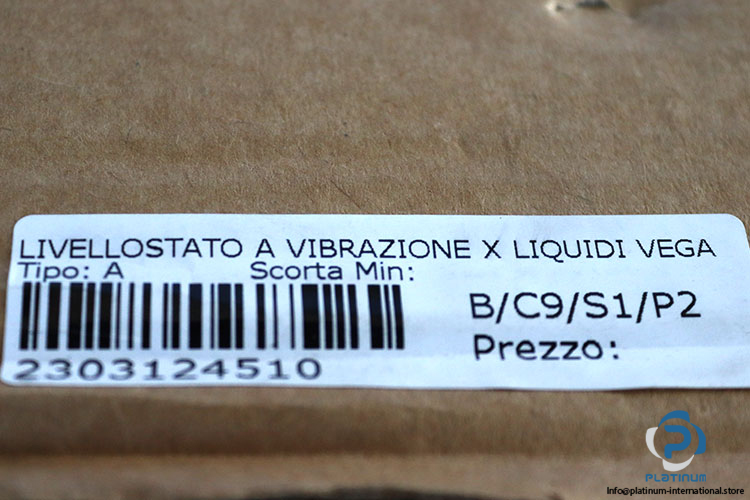 LIVELLOSTATO A VIBRAZIONE X LIQUIDI VEGA
Tipo: A Scorta Min:
B/C9/S1/P2
Prezzo:
2303124510
PLATINUM
Info@platinum-international.store